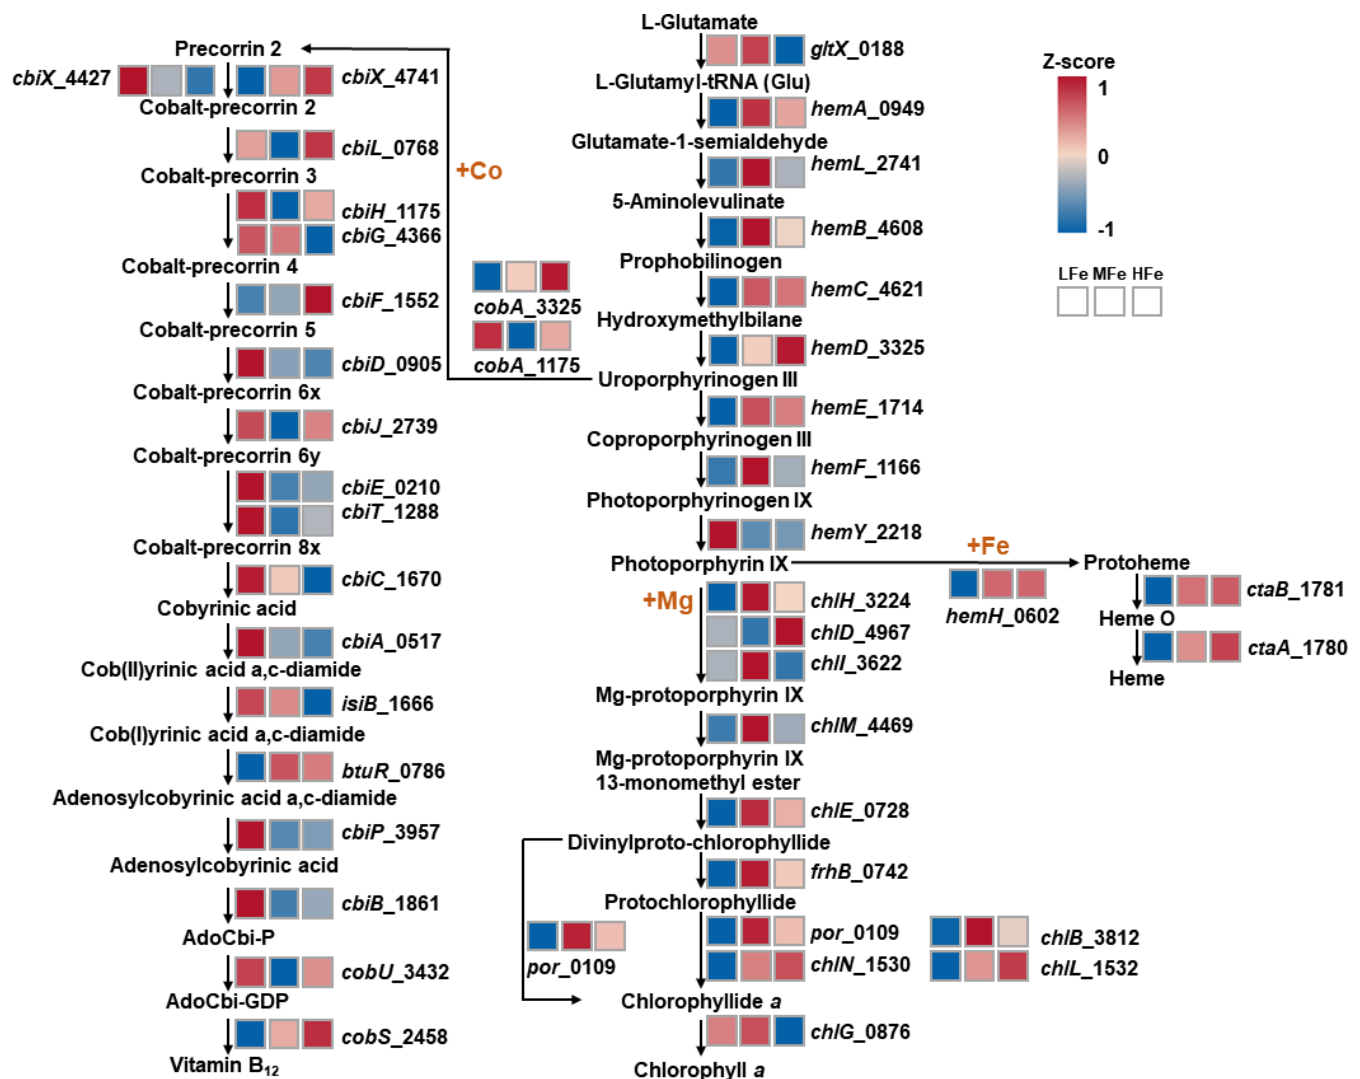 Precorrin 2
cbiX_4427
cbiX_4741
Cobalt-precorrin 2
cbiL_0768
Cobalt-precorrin 3
cbiH_1175
cbiG_4366
Cobalt-precorrin 4
cbiF_1552
Cobalt-precorrin 5
cbiD_0905
Cobalt-precorrin 6x
cbiJ_2739
Cobalt-precorrin 6y
cbiE_0210
cbiT_1288
Cobalt-precorrin 8x
cbiC_1670
Cobyrinic acid
cbiA_0517
Cob(II)yrinic acid a,c-diamide
isiB_1666
Cob(I)yrinic acid a,c-diamide
btuR_0786
Adenosylcobyrinic acid a,c-diamide
cbiP_3957
Adenosylcobyrinic acid
cbiB_1861
AdoCbi-P
cobU_3432
AdoCbi-GDP
cobS_2458
Vitamin B₁₂
+Co
cobA_3325
cobA_1175
L-Glutamate
gltX_0188
L-Glutamyl-tRNA (Glu)
hemA_0949
Glutamate-1-semialdehyde
hemL_2741
5-Aminolevulinate
hemB_4608
Prophobilinogen
hemC_4621
Hydroxymethylbilane
hemD_3325
Uroporphyrinogen III
hemE_1714
Coproporphyrinogen III
hemF_1166
Photoporphyrinogen IX
hemY_2218
Photoporphyrin IX
+Fe
hemH_0602
Protoheme
ctaB_1781
Heme O
ctaA_1780
Heme
+Mg
chlH_3224
chlD_4967
chlI_3622
Mg-protoporphyrin IX
chlM_4469
Mg-protoporphyrin IX
13-monomethyl ester
chlE_0728
Divinylproto-chlorophyllide
frhB_0742
Protochlorophyllide
por_0109
por_0109
chlN_1530
chlB_3812
chlL_1532
Chlorophyllide a
chlG_0876
Chlorophyll a
Z-score
1
0
-1
LFe MFe HFe